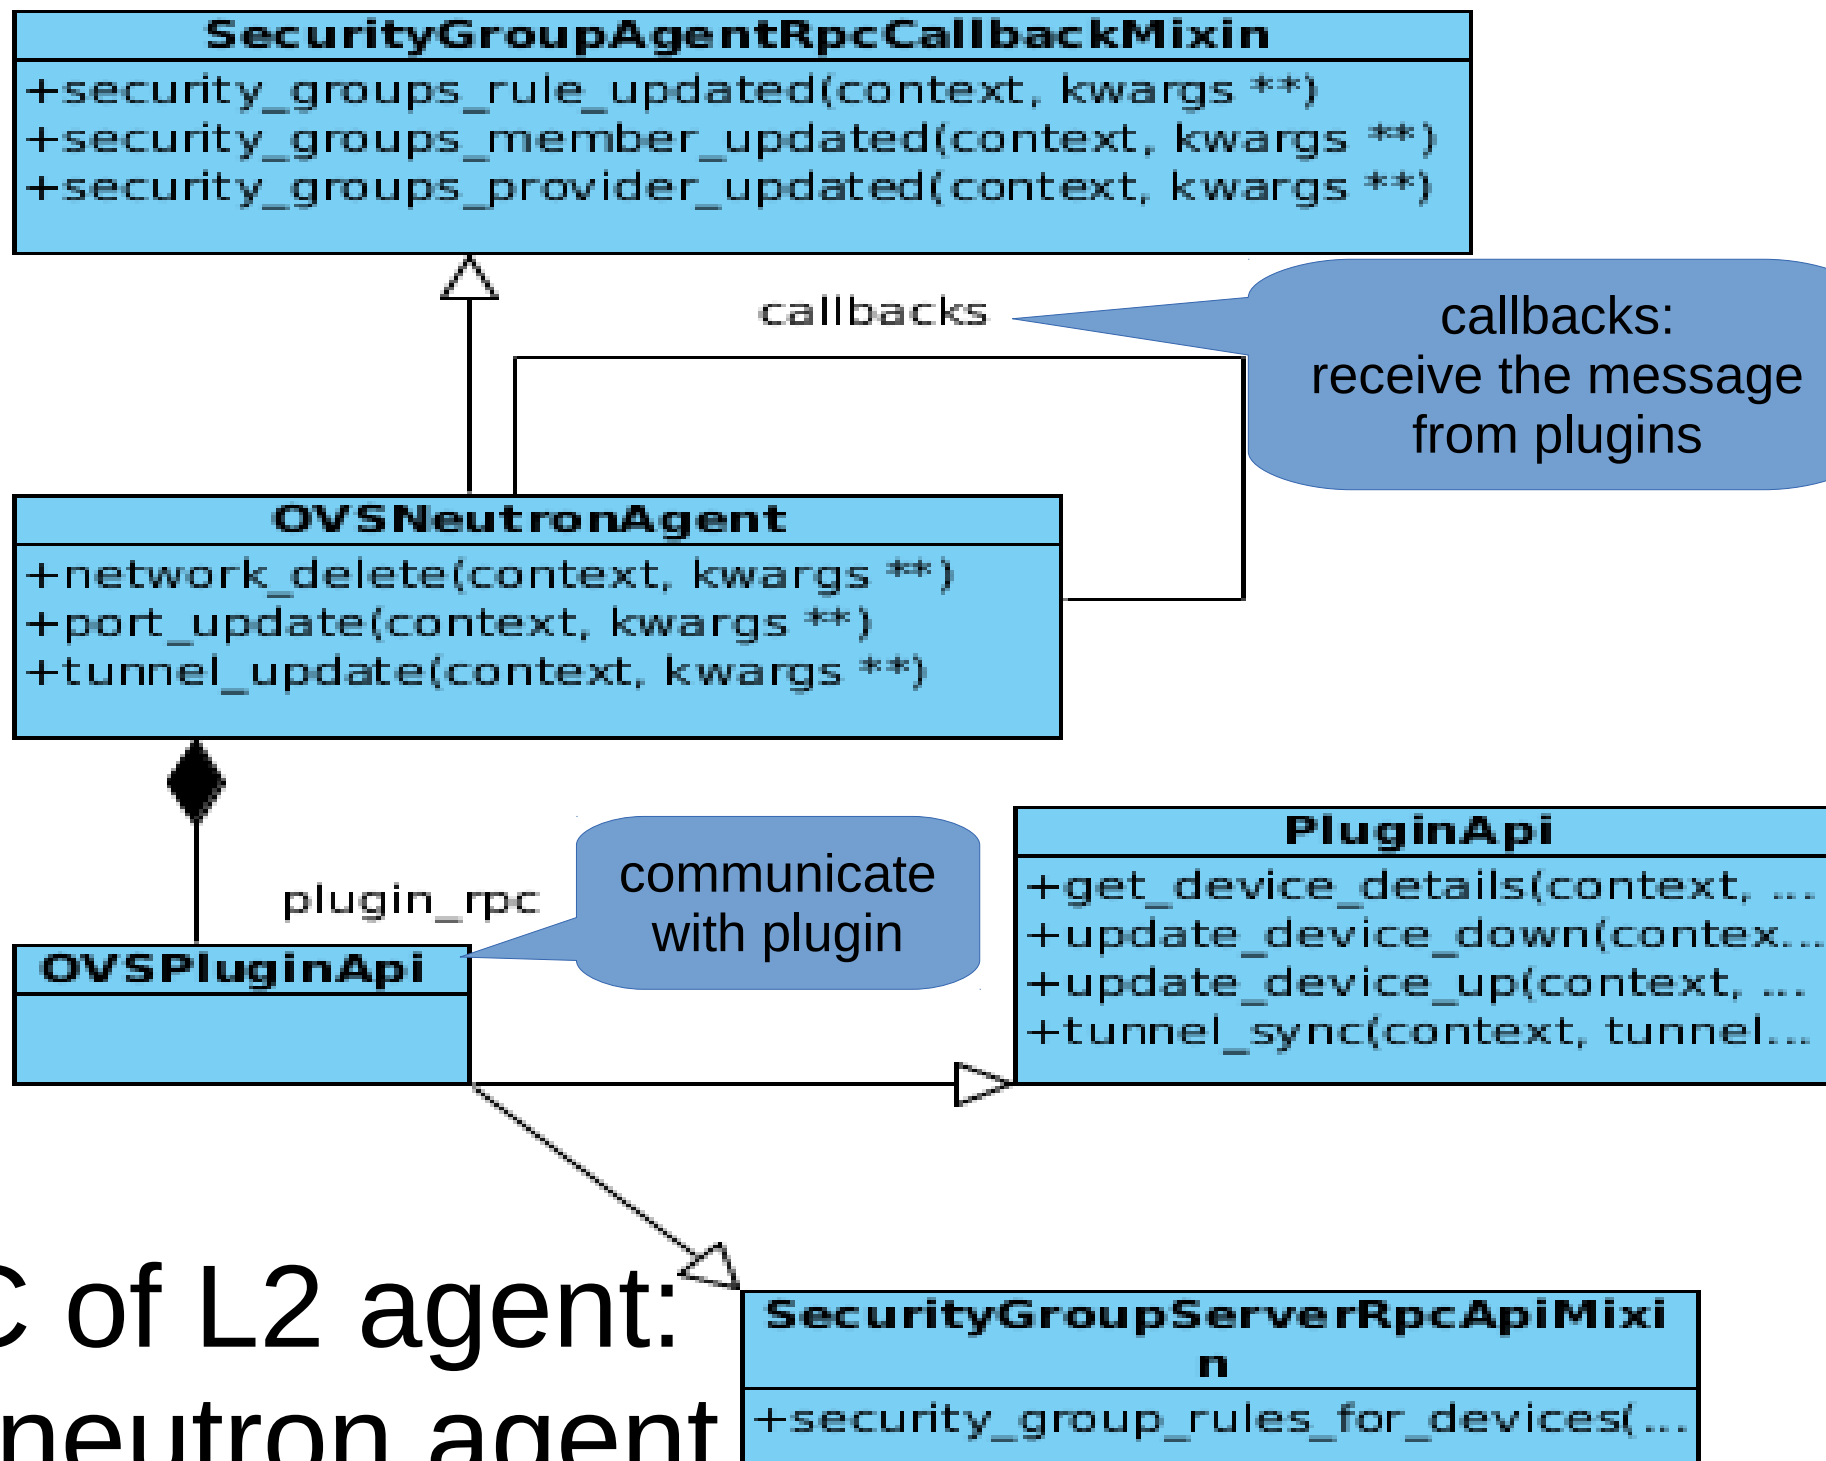 SecurityGroupAgentRpcCallbackMixin
+security_groups_rule_updated(context, kwargs **)
+security_groups_member_updated(context, kwargs **)
+security_groups_provider_updated(context, kwargs **)
callbacks
callbacks:
receive the message
from plugins
OVSNeutronAgent
+network_delete(context, kwargs **)
+port_update(context, kwargs **)
+tunnel_update(context, kwargs **)
plugin_rpc
communicate
with plugin
OVSPluginApi
PluginApi
+get_device_details(context, ...
+update_device_down(contex...
+update_device_up(context, ...
+tunnel_sync(context, tunnel...
C of L2 agent:
neutron agent
SecurityGroupServerRpcApiMixi
n
+security_group_rules_for_devices(...